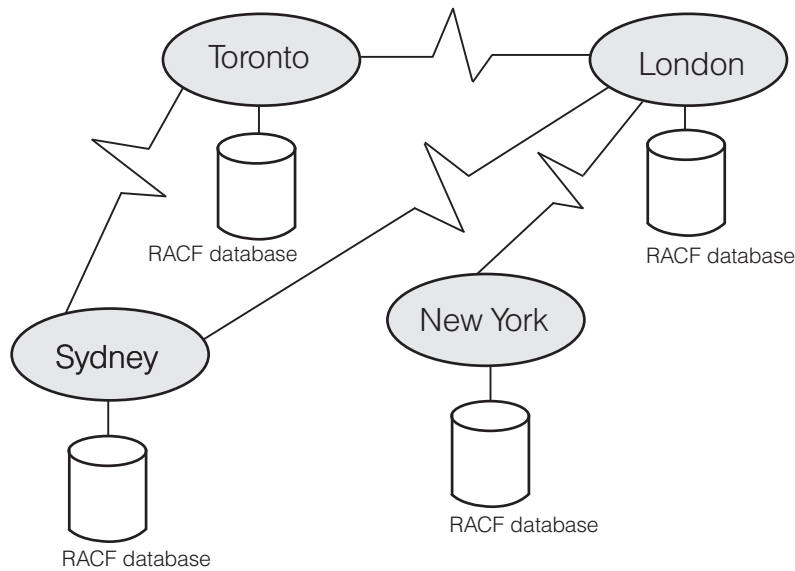 Toronto
London
RACF database
RACF database
New York
Sydney
RACF database
RACF database